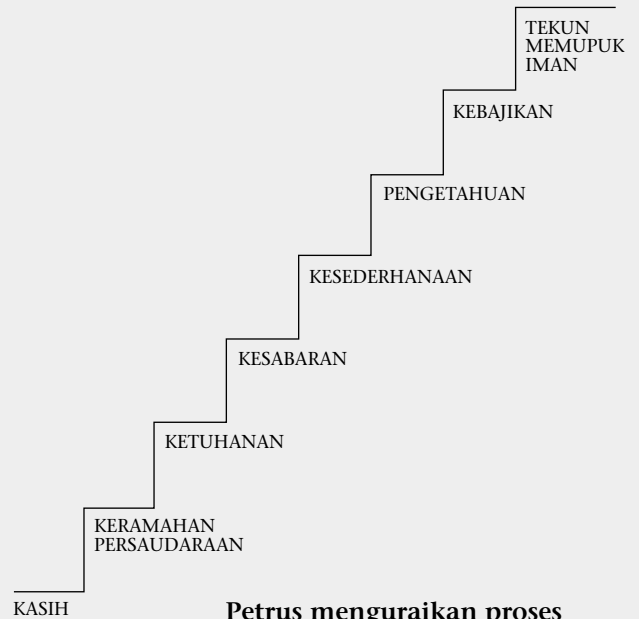 TEKUN
MEMUPUK
IMAN
KEBAJIKAN
PENGETAHUAN
KESEDERHANAAN
KESABARAN
KETUHANAN
KERAMAHAN
PERSAUDARAAN
KASIH
Petrus menguraikan proses